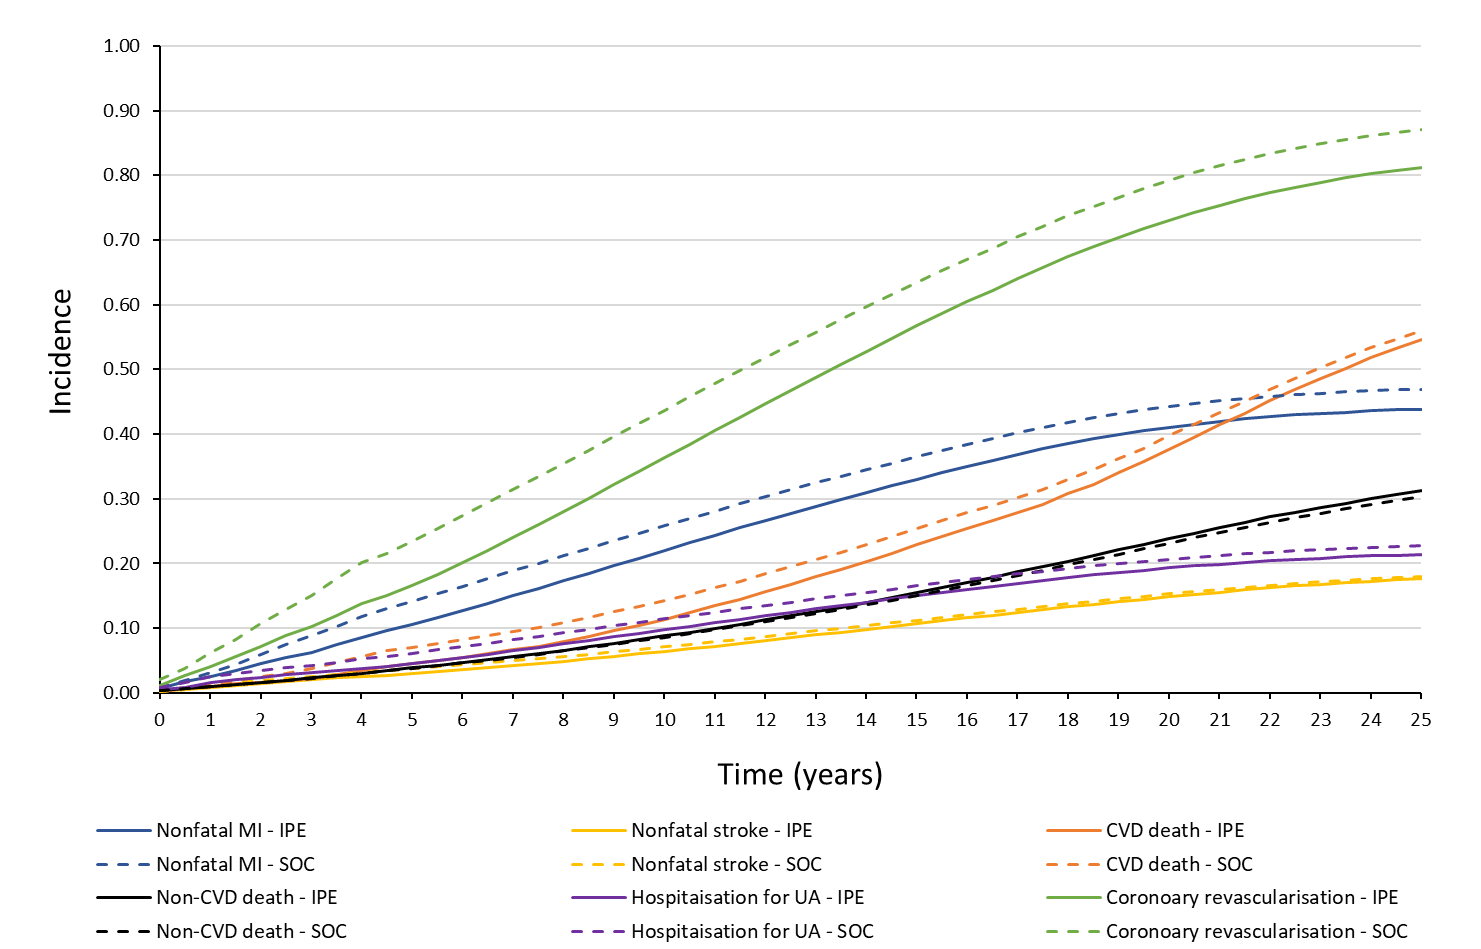 1.00
0.90
0.80
0.70
0.60
0.50
0.40
0.30
0.20
0.10
0.00
Incidence
0 1 2 3 4 5 6 7 8 9 10 11 12 13 14 15 16 17 18 19 20 21 22 23 24 25
Time (years)
Nonfatal MI - IPE Nonfatal stroke - IPE CVD death - IPE
Nonfatal MI - SOC Nonfatal stroke - SOC CVD death - SOC
Non-CVD death - IPE Hospitaisation for UA - IPE Coronoary revascularisation - IPE
Non-CVD death - SOC Hospitaisation for UA - SOC Coronoary revascularisation - SOC